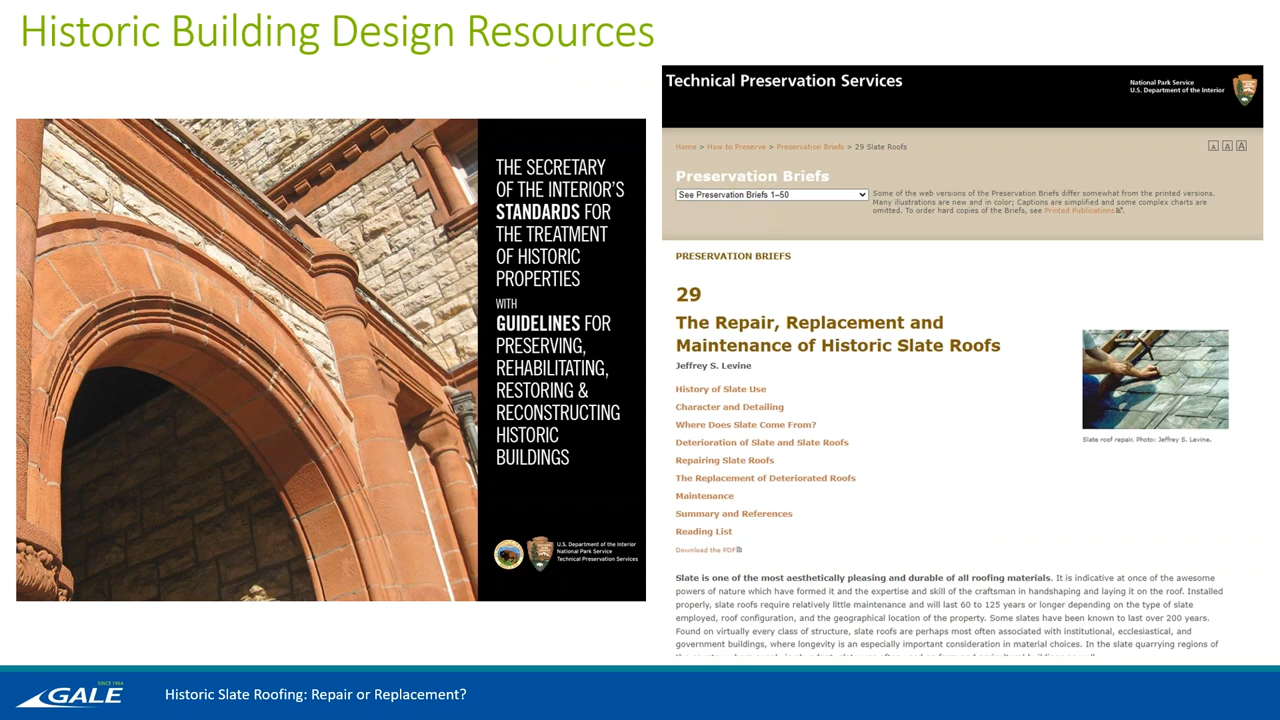 Historic Building Design Resources
THE SECRETARY
OF THE INTERIOR'S
STANDARDS FOR
THE TREATMENT
OF HISTORIC
PROPERTIES
WITH
GUIDELINES FOR
PRESERVING,
REHABILITATING,
RESTORING &
RECONSTRUCTING
HISTORIC
BUILDINGS
U.S. Department of the Interior
National Park Service
Technical Preservation Services
Technical Preservation Services
National Park Service
U.S. Department of the Interior
Home > How to Preserve > Preservation Briefs > 29 Slate Roofs
A A A
Preservation Briefs
See Preservation Briefs 1–50
Some of the web versions of the Preservation Briefs differ somewhat from the printed versions.
Many illustrations are new and in color; Captions are simplified and some complex charts are
omitted. To order hard copies of the Briefs, see Printed Publications.
PRESERVATION BRIEFS
29
The Repair, Replacement and
Maintenance of Historic Slate Roofs
Jeffrey S. Levine
History of Slate Use
Character and Detailing
Where Does Slate Come From?
Deterioration of Slate and Slate Roofs
Repairing Slate Roofs
The Replacement of Deteriorated Roofs
Maintenance
Summary and References
Reading List
Download the PDF
Slate roof repair. Photo: Jeffrey S. Levine.
Slate is one of the most aesthetically pleasing and durable of all roofing materials. It is indicative at once of the awesome
powers of nature which have formed it and the expertise and skill of the craftsman in handshaping and laying it on the roof. Installed
properly, slate roofs require relatively little maintenance and will last 60 to 125 years or longer depending on the type of slate
employed, roof configuration, and the geographical location of the property. Some slates have been known to last over 200 years.
Found on virtually every class of structure, slate roofs are perhaps most often associated with institutional, ecclesiastical, and
government buildings, where longevity is an especially important consideration in material choices. In the slate quarrying regions of
SINCE 1964
GALE
Historic Slate Roofing: Repair or Replacement?